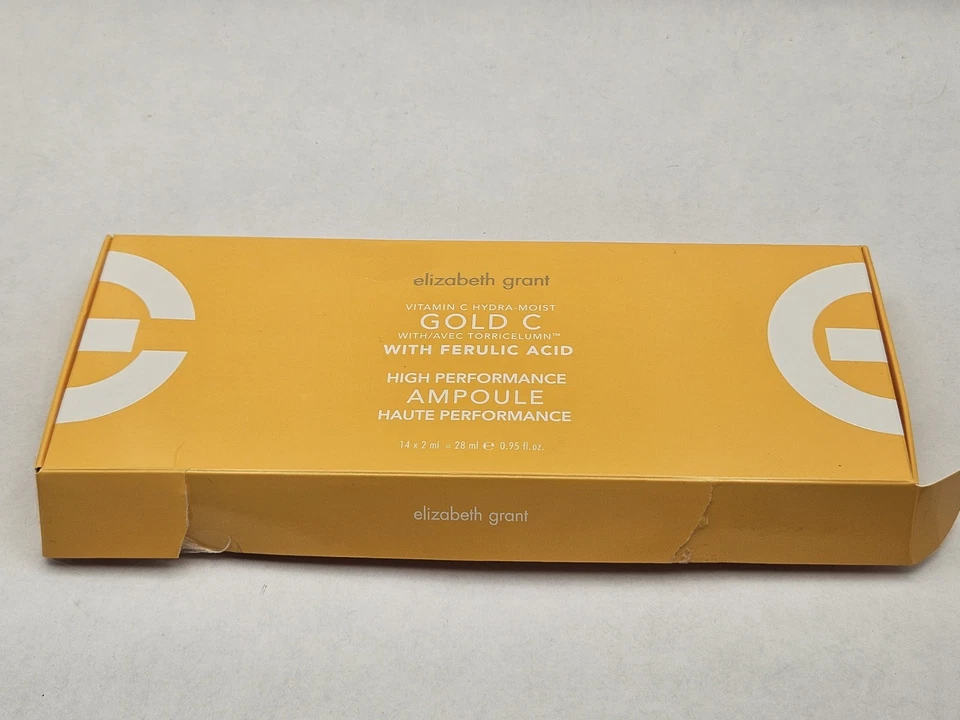 elizabeth grant
VITAMIN C HYDRA-MOIST
GOLD C
WITH/AVEC TORRICELUMN™
WITH FERULIC ACID
HIGH PERFORMANCE
AMPOULE
HAUTE PERFORMANCE
14 x 2 ml = 28 ml ℮ 0.95 fl.oz.
elizabeth grant